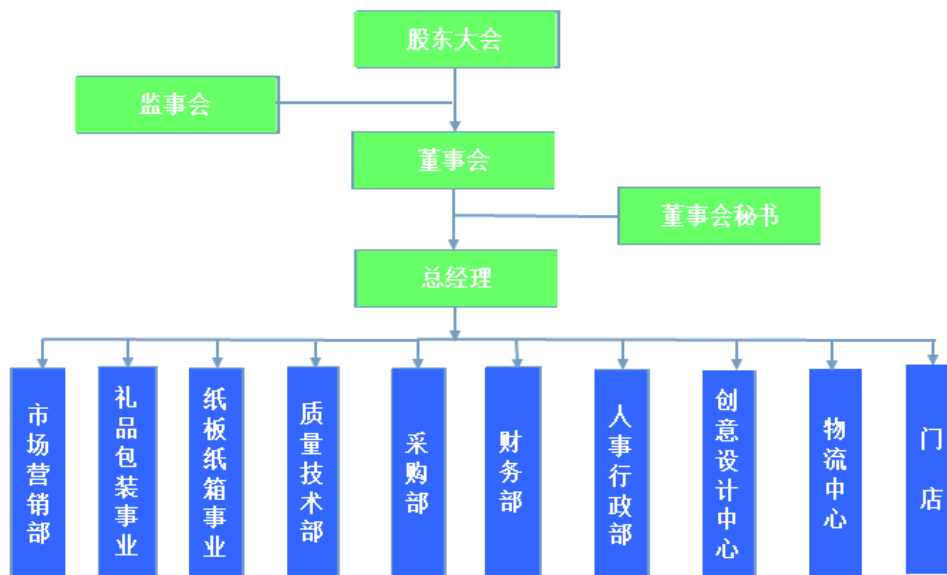 股东大会
监事会
董事会
董事会秘书
总经理
市场营销部
礼品包装事业
纸板纸箱事业
质量技术部
采购部
财务部
人事行政部
创意设计中心
物流中心
门店